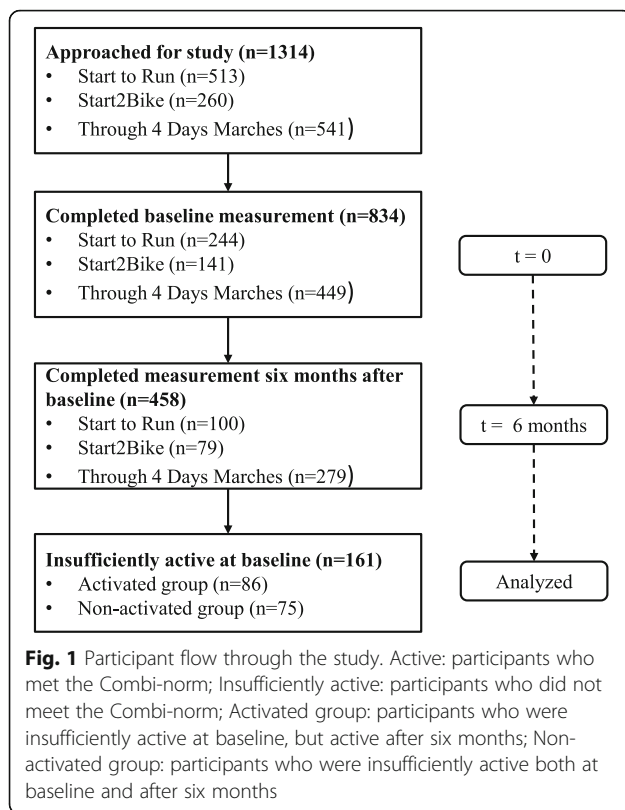 Approached for study (n=1314)
• Start to Run (n=513)
• Start2Bike (n=260)
• Through 4 Days Marches (n=541)
Completed baseline measurement (n=834)
• Start to Run (n=244)
• Start2Bike (n=141)
• Through 4 Days Marches (n=449)
t = 0
Completed measurement six months after
baseline (n=458)
• Start to Run (n=100)
• Start2Bike (n=79)
• Through 4 Days Marches (n=279)
t = 6 months
Insufficiently active at baseline (n=161)
• Activated group (n=86)
• Non-activated group (n=75)
Analyzed
Fig. 1 Participant flow through the study. Active: participants who
met the Combi-norm; Insufficiently active: participants who did not
meet the Combi-norm; Activated group: participants who were
insufficiently active at baseline, but active after six months; Non-
activated group: participants who were insufficiently active both at
baseline and after six months